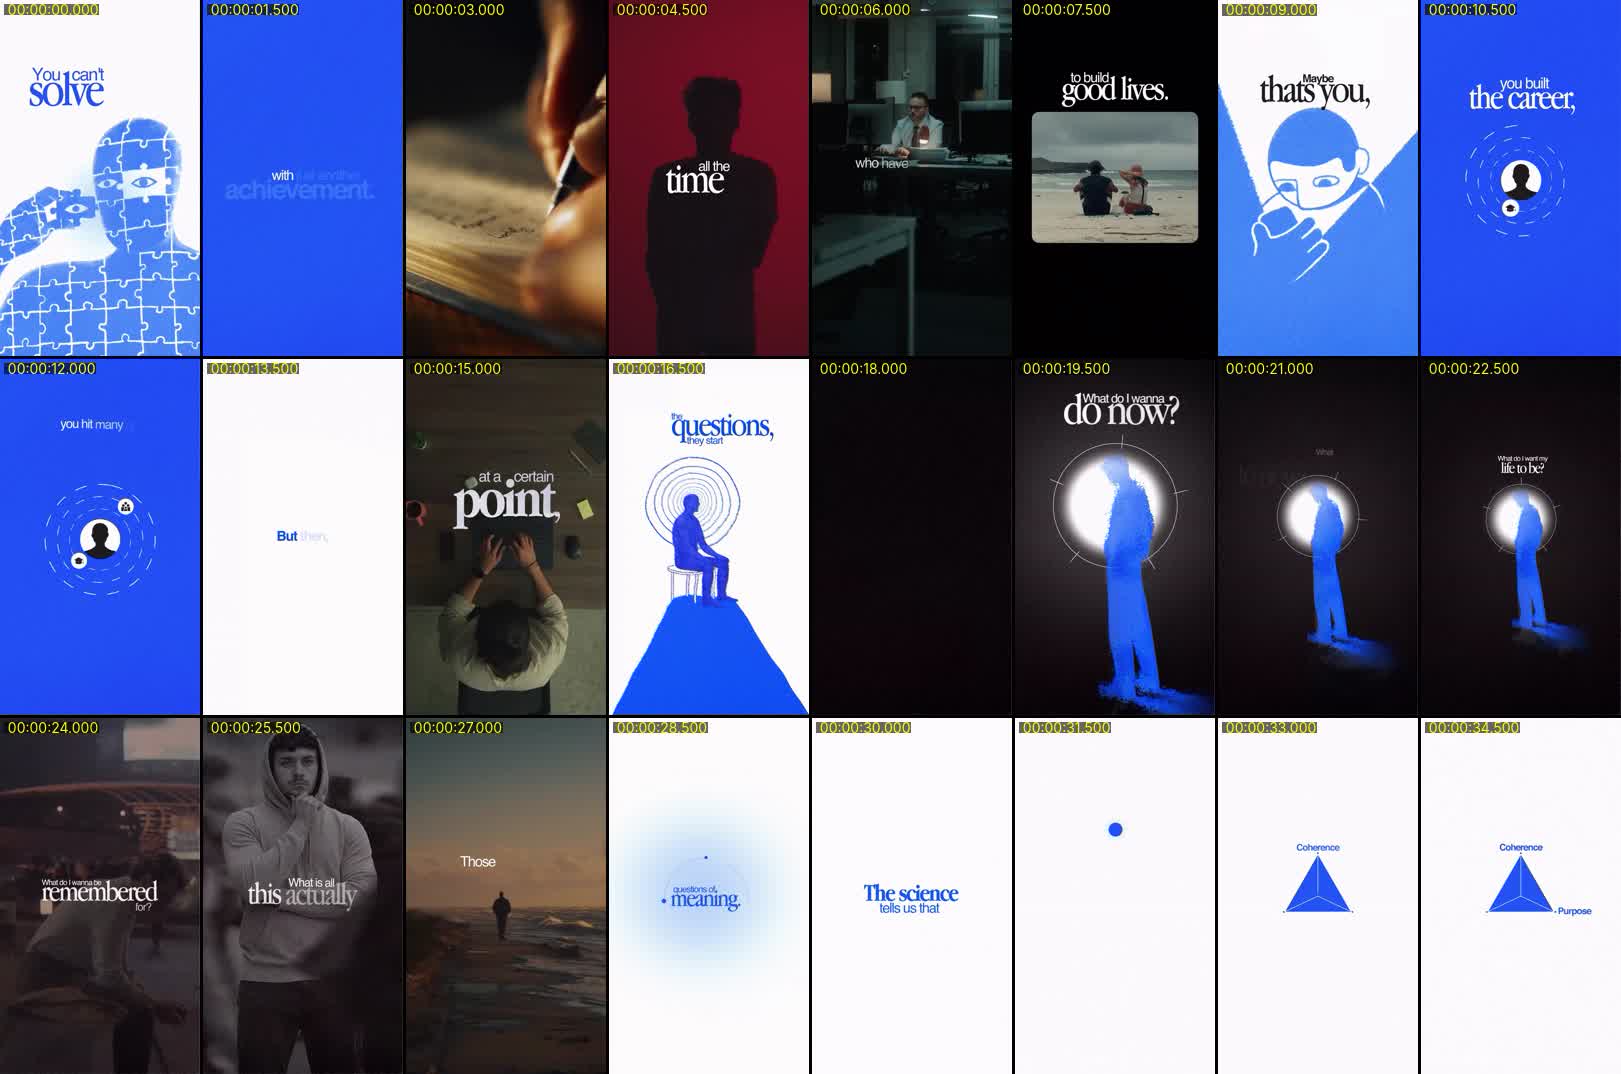 00:00:00.000
You can't
solve
00:00:01.500
with just another
achievement.
00:00:03.000
00:00:04.500
all the
time
00:00:06.000
who have
00:00:07.500
to build
good lives.
00:00:09.000
Maybe
thats you,
00:00:10.500
you built
the career,
00:00:12.000
you hit many
00:00:13.500
But then,
00:00:15.000
at a certain
point,
00:00:16.500
the
questions,
they start
00:00:18.000
00:00:19.500
What do I wanna
do now?
00:00:21.000
What
00:00:22.500
What do I want my
life to be?
00:00:24.000
What do I wanna be
remembered
for?
00:00:25.500
What is all
this actually
00:00:27.000
Those
00:00:28.500
questions of
meaning.
00:00:30.000
The science
tells us that
00:00:31.500
00:00:33.000
Coherence
00:00:34.500
Coherence
Purpose